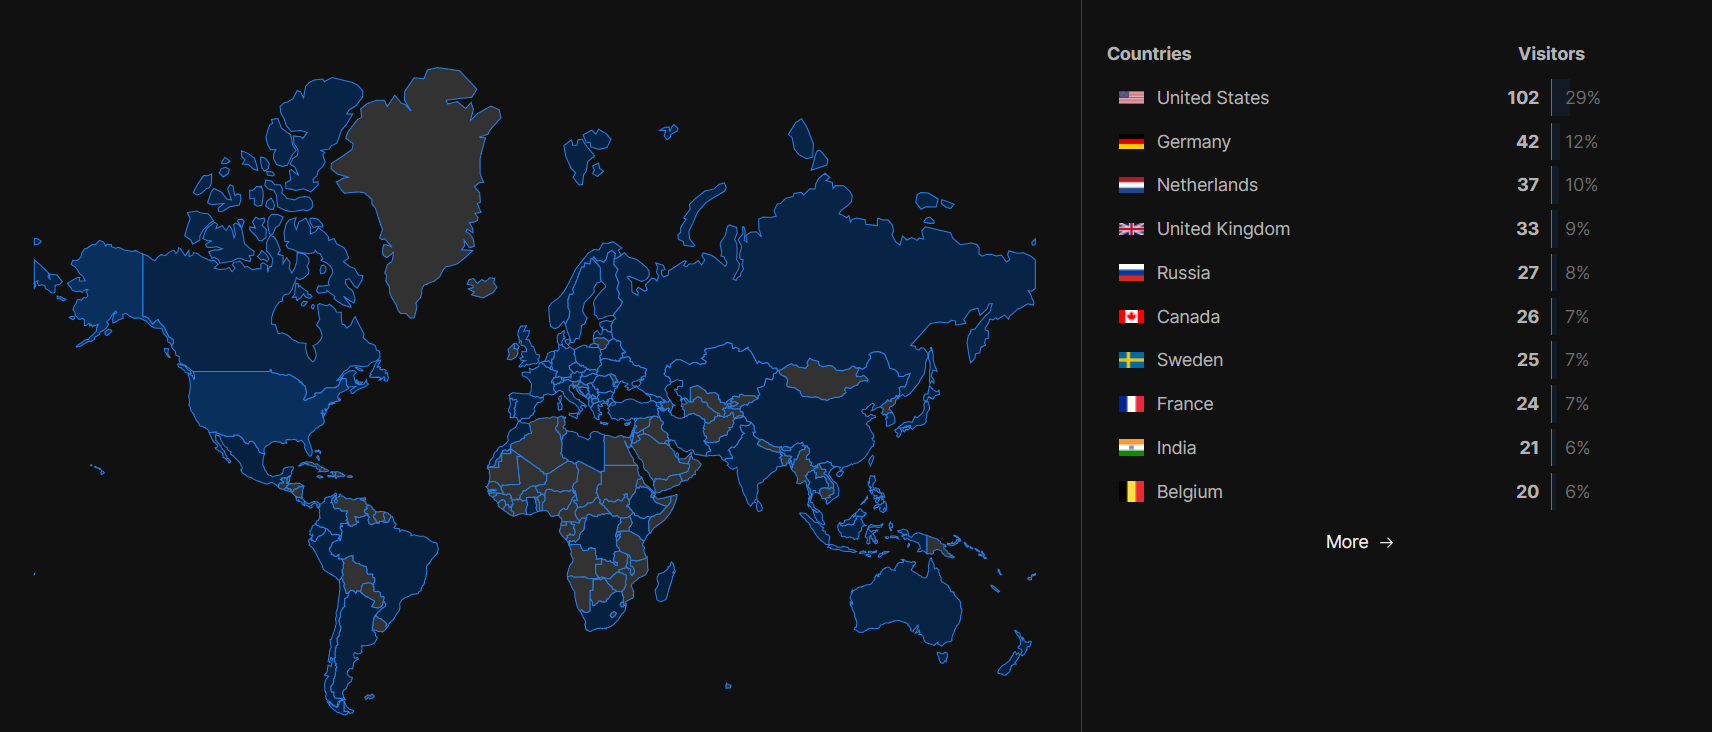 Countries Visitors
United States 102 29%
Germany 42 12%
Netherlands 37 10%
United Kingdom 33 9%
Russia 27 8%
Canada 26 7%
Sweden 25 7%
France 24 7%
India 21 6%
Belgium 20 6%
More →